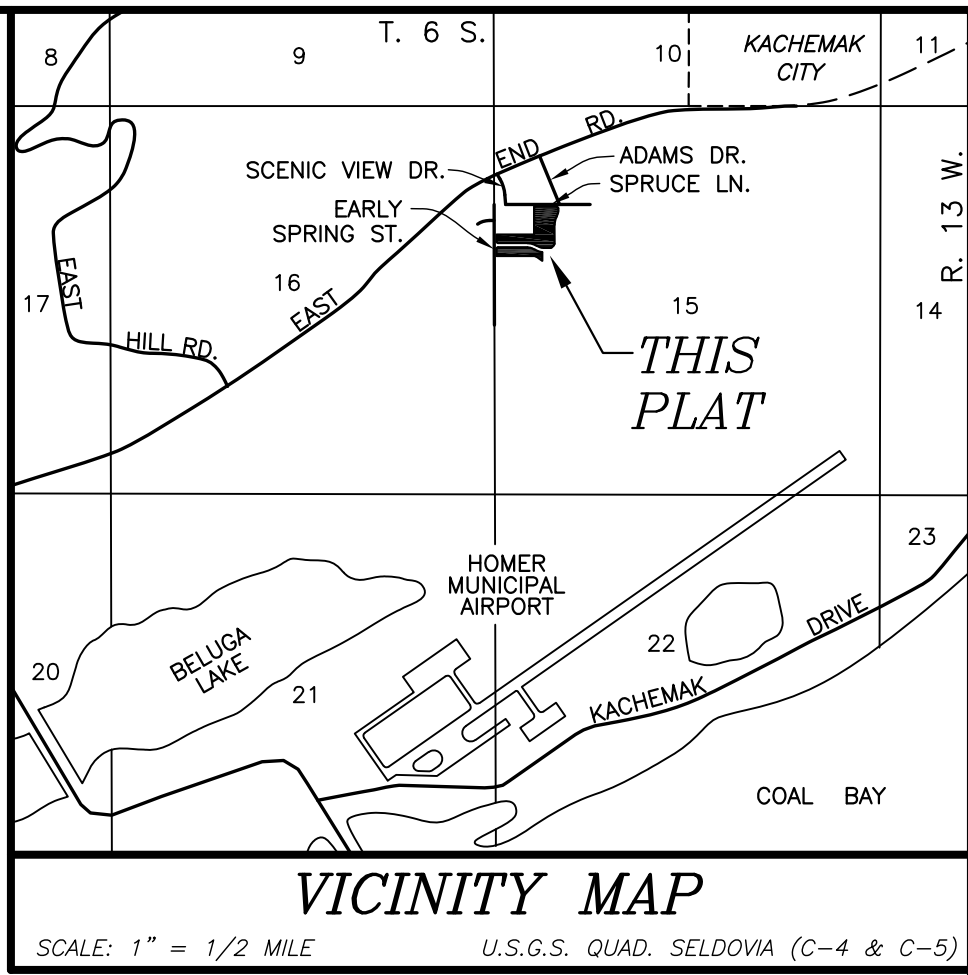 T. 6 S.
8
9
10
KACHEMAK
CITY
11
END RD.
SCENIC VIEW DR.
ADAMS DR.
SPRUCE LN.
EARLY
SPRING ST.
R. 13 W.
17
EAST
HILL RD.
16
EAST
15
14
THIS
PLAT
HOMER
MUNICIPAL
AIRPORT
23
BELUGA
LAKE
20
21
22
KACHEMAK DRIVE
COAL BAY
VICINITY MAP
SCALE: 1" = 1/2 MILE
U.S.G.S. QUAD. SELDOVIA (C-4 & C-5)